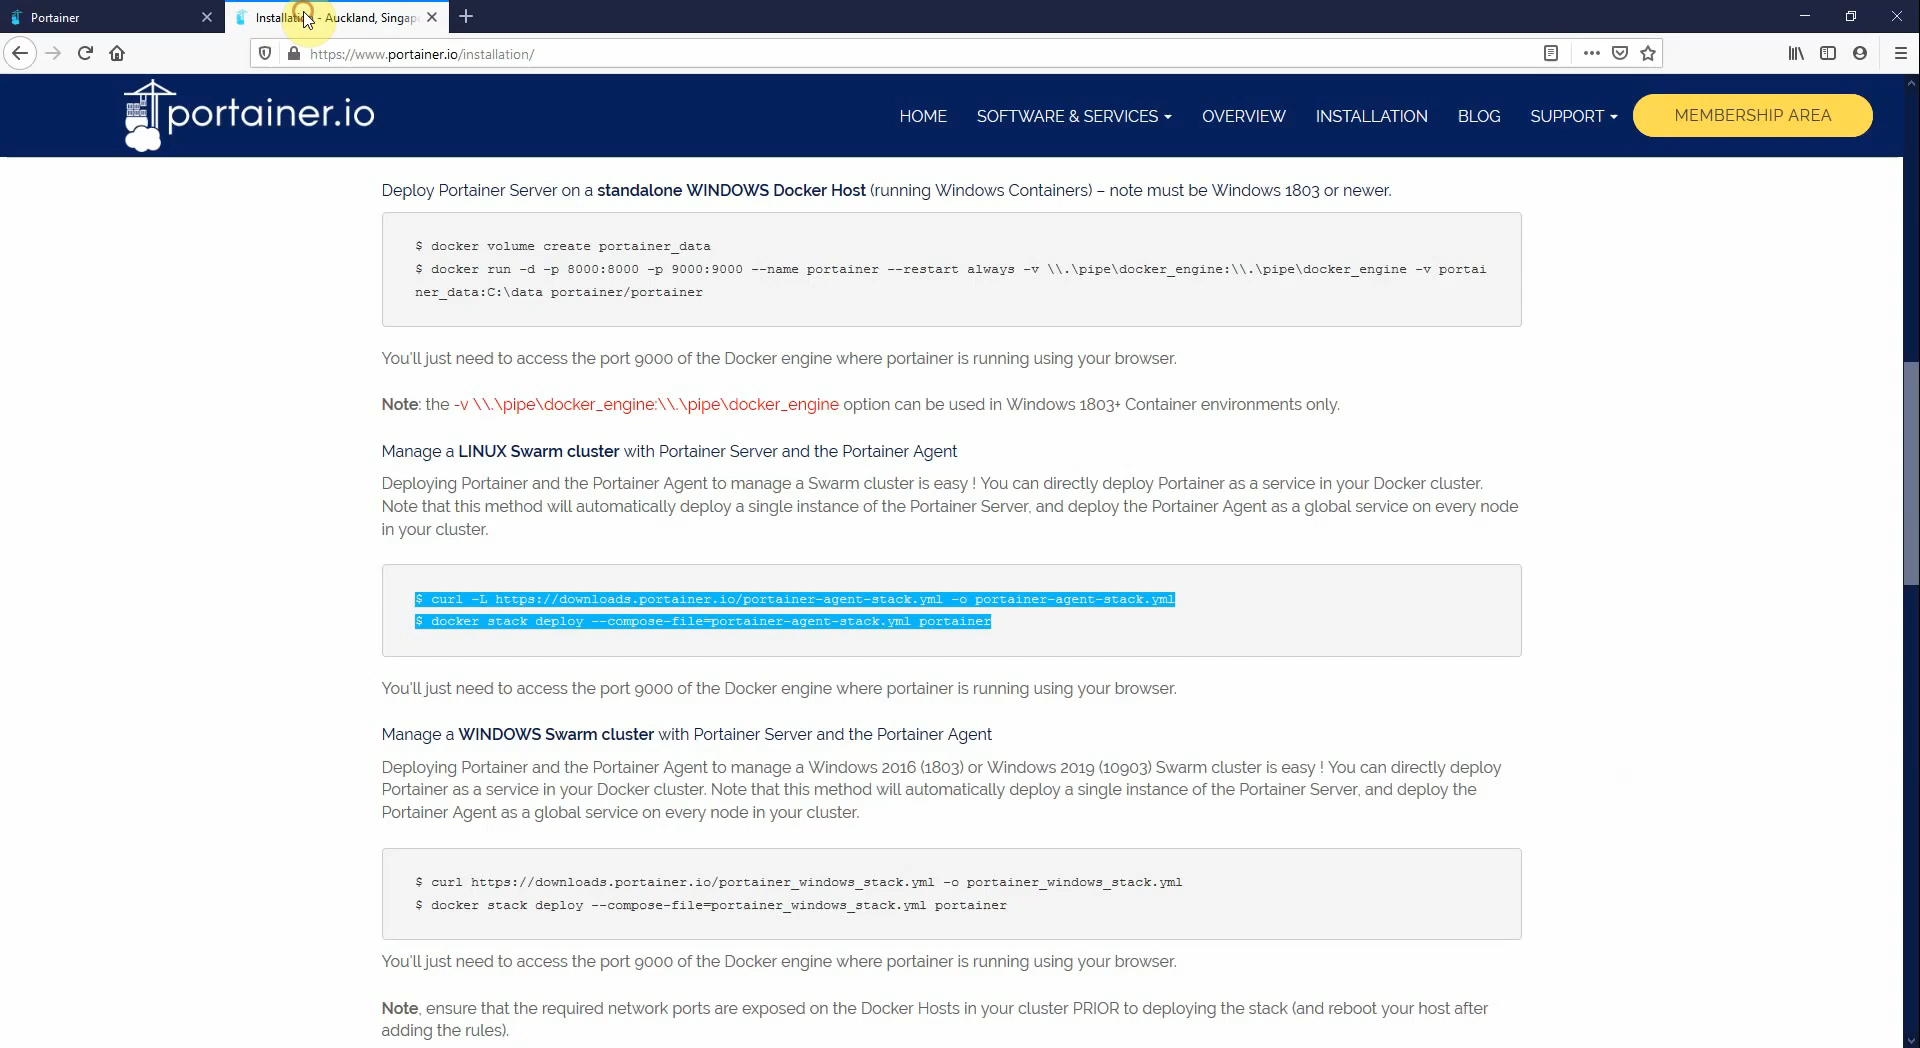 Portainer
Installation - Auckland, Singap
https://www.portainer.io/installation/
portainer.io
HOME
SOFTWARE & SERVICES
OVERVIEW
INSTALLATION
BLOG
SUPPORT
MEMBERSHIP AREA
Deploy Portainer Server on a standalone WINDOWS Docker Host (running Windows Containers) – note must be Windows 1803 or newer.
$ docker volume create portainer_data
$ docker run -d -p 8000:8000 -p 9000:9000 --name portainer --restart always -v \\.\pipe\docker_engine:\\.\pipe\docker_engine -v portai
ner_data:C:\data portainer/portainer
You'll just need to access the port 9000 of the Docker engine where portainer is running using your browser.
Note: the -v \\.\pipe\docker_engine:\\.\pipe\docker_engine option can be used in Windows 1803+ Container environments only.
Manage a LINUX Swarm cluster with Portainer Server and the Portainer Agent
Deploying Portainer and the Portainer Agent to manage a Swarm cluster is easy ! You can directly deploy Portainer as a service in your Docker cluster.
Note that this method will automatically deploy a single instance of the Portainer Server, and deploy the Portainer Agent as a global service on every node
in your cluster.
$ curl -L https://downloads.portainer.io/portainer-agent-stack.yml -o portainer-agent-stack.yml
$ docker stack deploy --compose-file=portainer-agent-stack.yml portainer
You'll just need to access the port 9000 of the Docker engine where portainer is running using your browser.
Manage a WINDOWS Swarm cluster with Portainer Server and the Portainer Agent
Deploying Portainer and the Portainer Agent to manage a Windows 2016 (1803) or Windows 2019 (10903) Swarm cluster is easy ! You can directly deploy
Portainer as a service in your Docker cluster. Note that this method will automatically deploy a single instance of the Portainer Server, and deploy the
Portainer Agent as a global service on every node in your cluster.
$ curl https://downloads.portainer.io/portainer_windows_stack.yml -o portainer_windows_stack.yml
$ docker stack deploy --compose-file=portainer_windows_stack.yml portainer
You'll just need to access the port 9000 of the Docker engine where portainer is running using your browser.
Note, ensure that the required network ports are exposed on the Docker Hosts in your cluster PRIOR to deploying the stack (and reboot your host after
adding the rules).